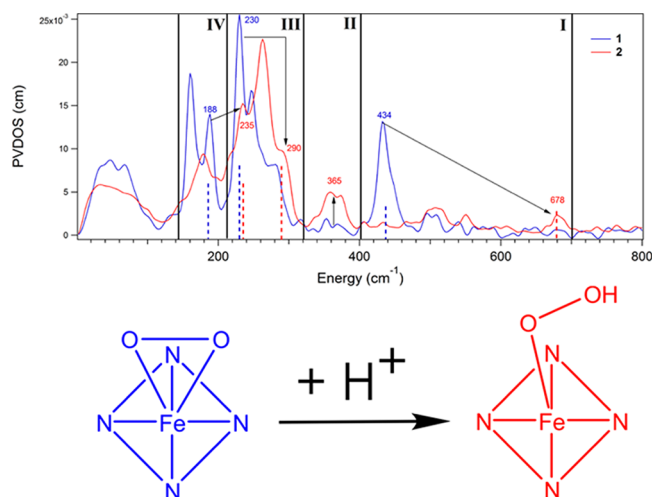 25x10⁻³
20
15
10
5
0
PVDOS (cm)
IV III II I
1
2
230
188
235
290
365
434
678
200 400 600 800
Energy (cm⁻¹)
O O
N
N Fe N
N
+ H⁺
OH
O
N
N Fe N
N